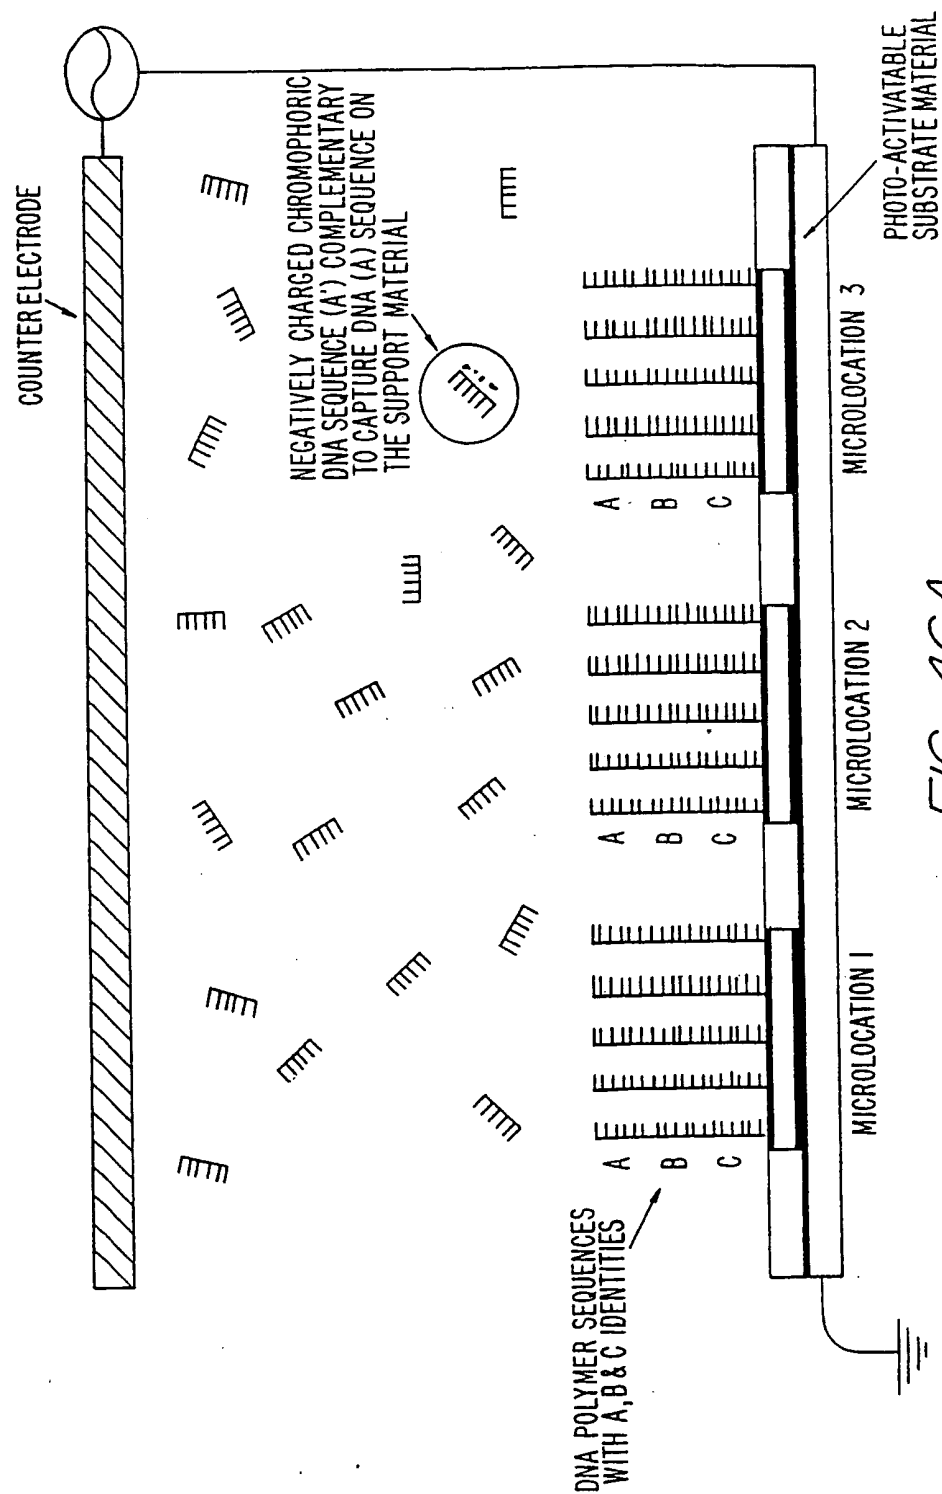 COUNTER ELECTRODE
NEGATIVELY CHARGED CHROMOPHORIC
DNA SEQUENCE (A') COMPLEMENTARY
TO CAPTURE DNA (A) SEQUENCE ON
THE SUPPORT MATERIAL
DNA POLYMER SEQUENCES
WITH A, B & C IDENTITIES
A
B
C
A
B
C
A
B
C
MICROLOCATION 1
MICROLOCATION 2
MICROLOCATION 3
PHOTO-ACTIVATABLE
SUBSTRATE MATERIAL
FIG.